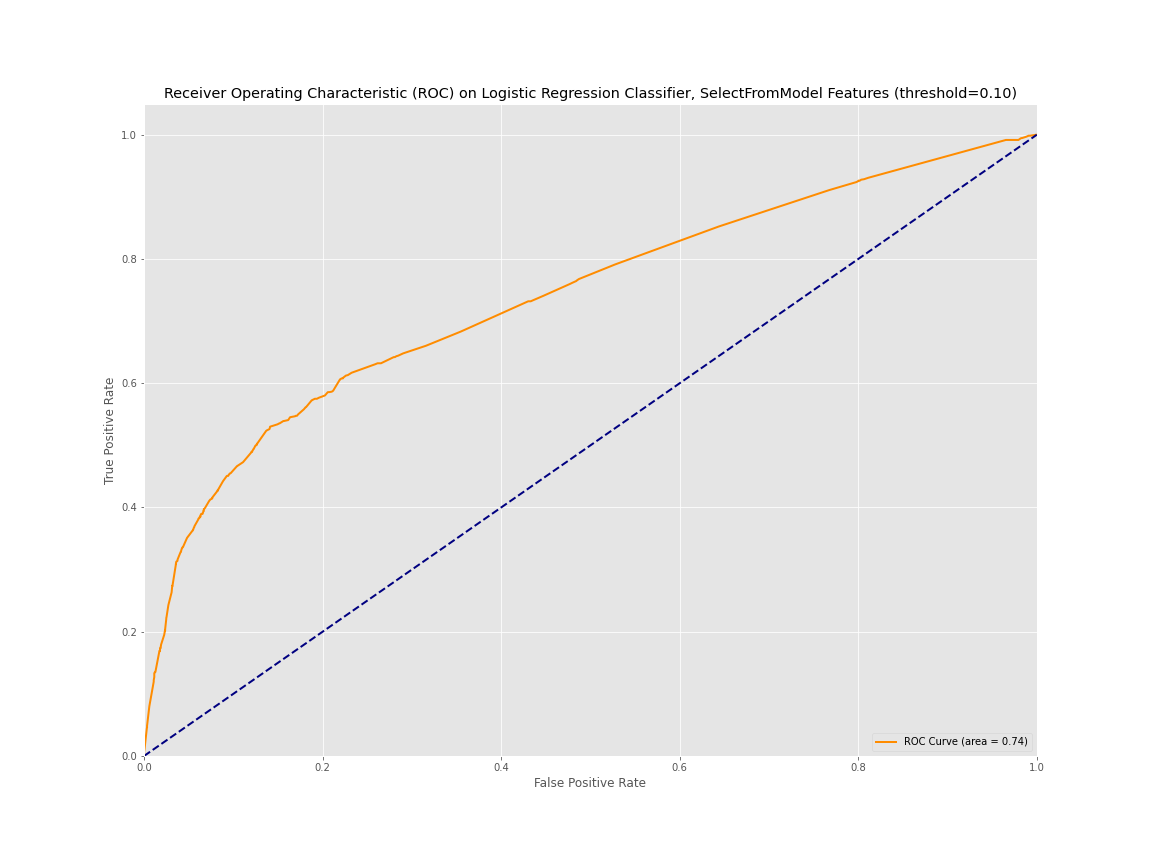 Receiver Operating Characteristic (ROC) on Logistic Regression Classifier, SelectFromModel Features (threshold=0.10)
1.0
0.8
0.6
0.4
0.2
0.0
True Positive Rate
0.0 0.2 0.4 0.6 0.8 1.0
False Positive Rate
ROC Curve (area = 0.74)